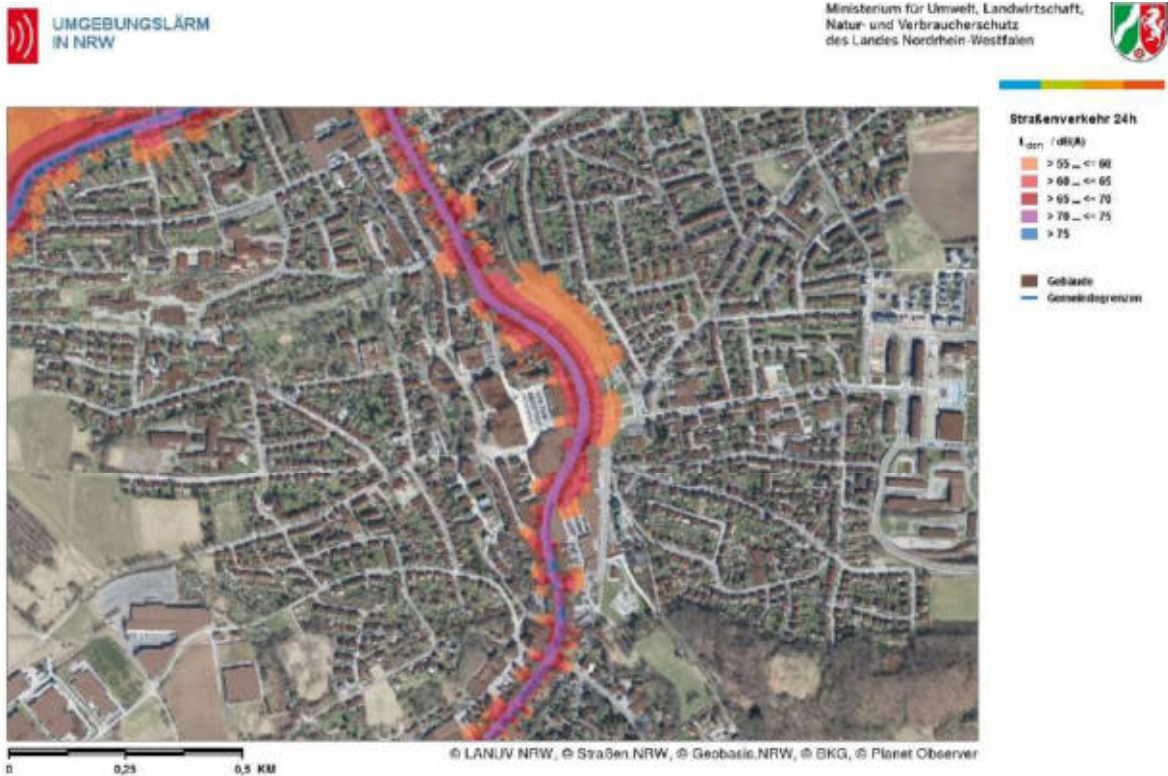 UMGEBUNGSLÄRM
IN NRW
Ministerium für Umwelt, Landwirtschaft,
Natur- und Verbraucherschutz
des Landes Nordrhein-Westfalen
Straßenverkehr 24h
L den / dB(A)
> 55 ... <= 60
> 60 ... <= 65
> 65 ... <= 70
> 70 ... <= 75
> 75
Gebäude
Gemeindegrenzen
0 0,25 0,5 KM
© LANUV NRW, © Straßen.NRW, © Geobasis.NRW, © BKG, © Planet Observer